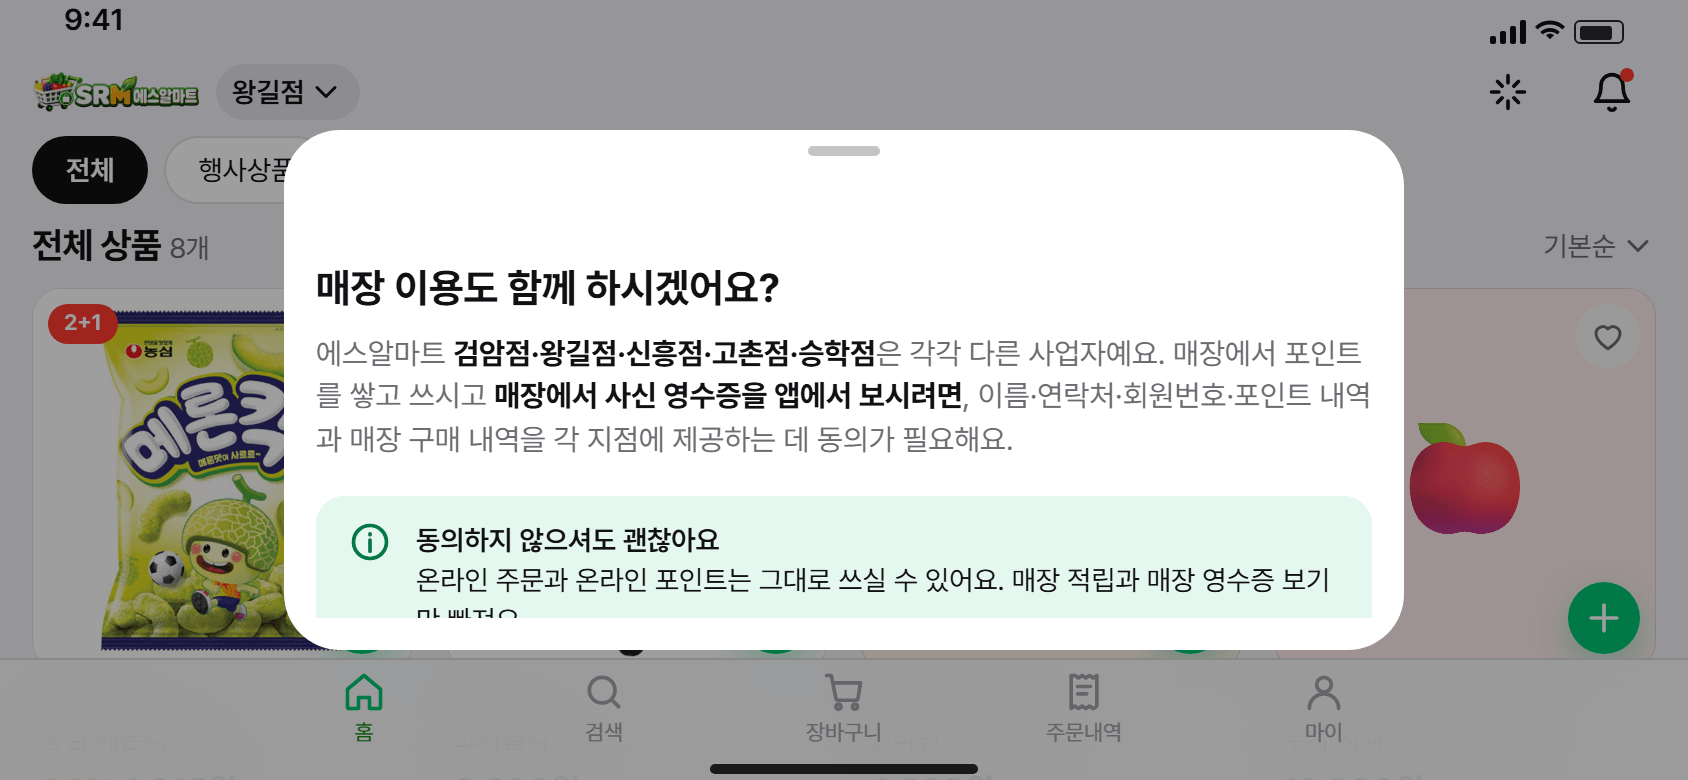 9:41
SRM에스알마트
왕길점
전체
행사상품
전체 상품 8개
기본순
2+1
농심
메론킥
매장 이용도 함께 하시겠어요?
에스알마트 검암점·왕길점·신흥점·고촌점·승학점은 각각 다른 사업자예요. 매장에서 포인트
를 쌓고 쓰시고 매장에서 사신 영수증을 앱에서 보시려면, 이름·연락처·회원번호·포인트 내역
과 매장 구매 내역을 각 지점에 제공하는 데 동의가 필요해요.
동의하지 않으셔도 괜찮아요
온라인 주문과 온라인 포인트는 그대로 쓰실 수 있어요. 매장 적립과 매장 영수증 보기
만 빠져요
홈
검색
장바구니
주문내역
마이